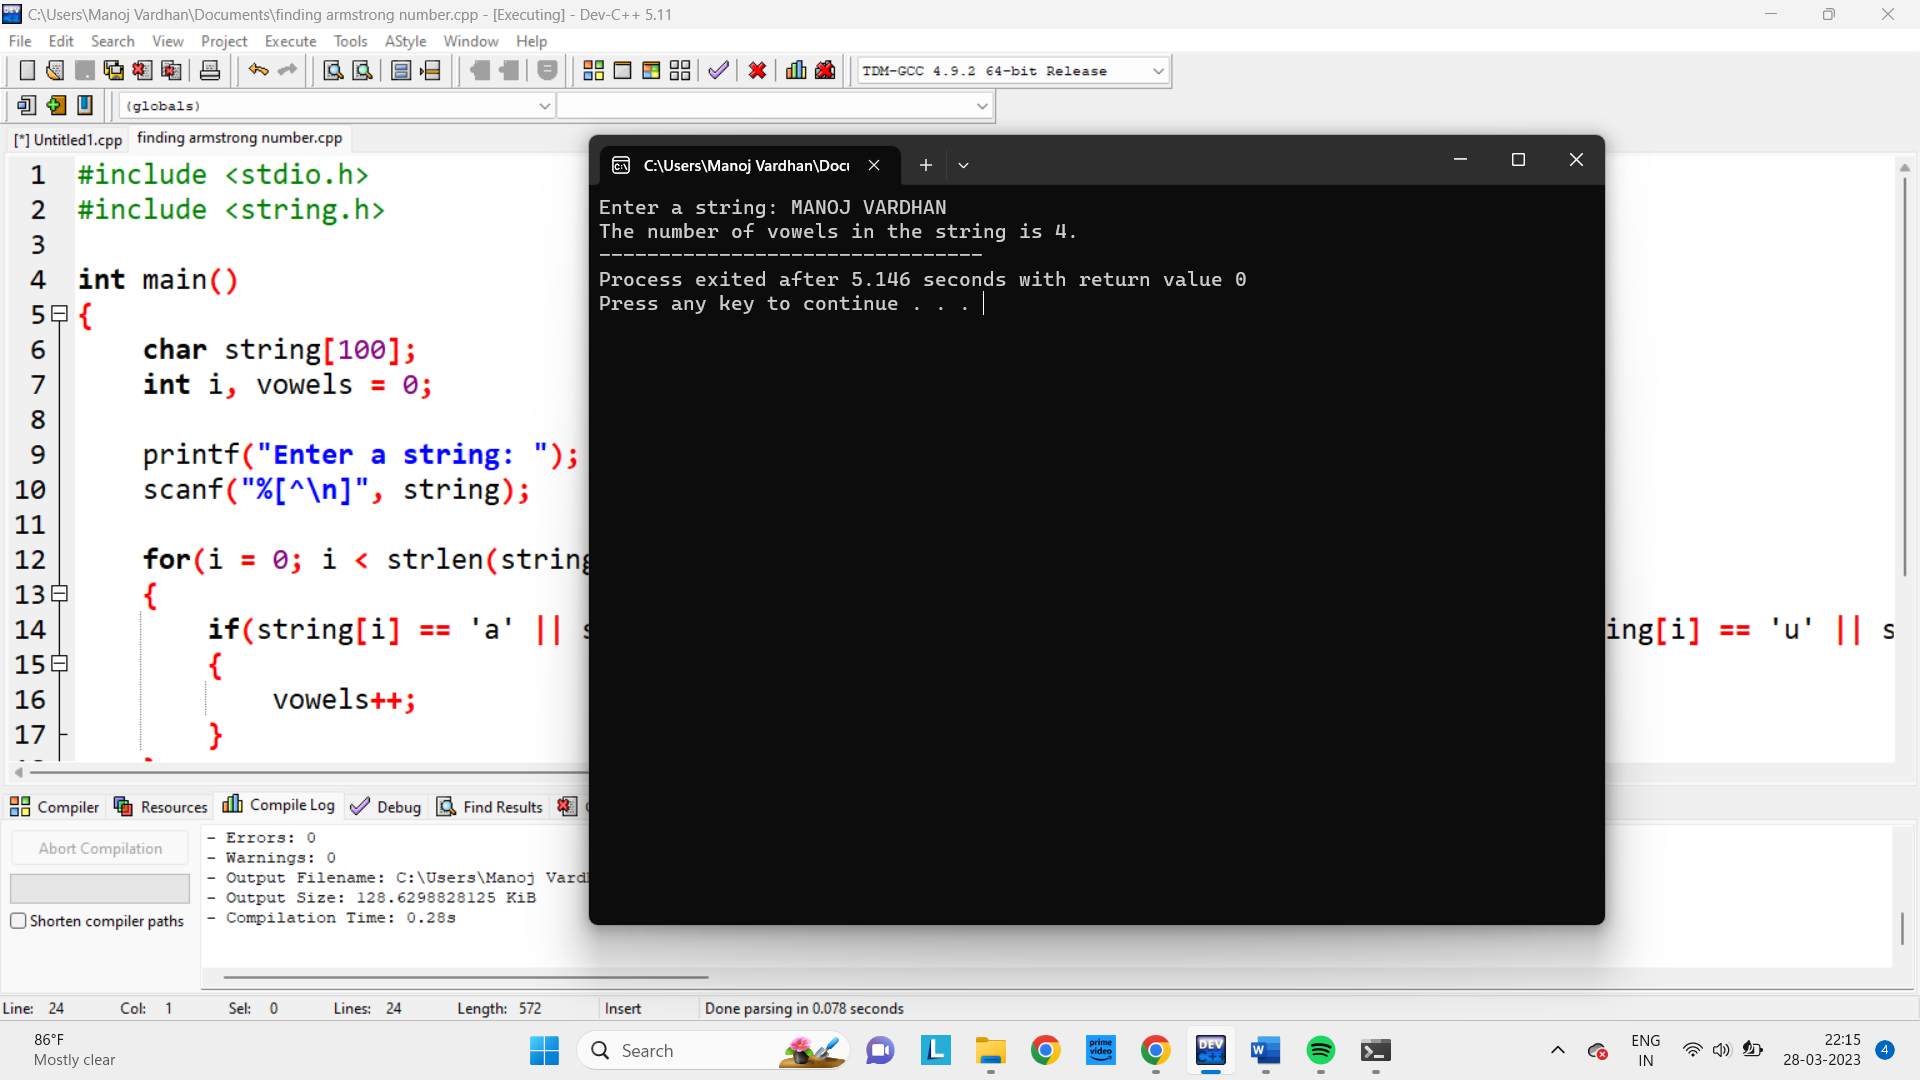 C:\Users\Manoj Vardhan\Documents\finding armstrong number.cpp - [Executing] - Dev-C++ 5.11
File Edit Search View Project Execute Tools AStyle Window Help
TDM-GCC 4.9.2 64-bit Release
(globals)
[*] Untitled1.cpp finding armstrong number.cpp
1 #include <stdio.h>
2 #include <string.h>
3
4 int main()
5 {
6 char string[100];
7 int i, vowels = 0;
8
9 printf("Enter a string: ");
10 scanf("%[^\n]", string);
11
12 for(i = 0; i < strlen(string
13 {
14 if(string[i] == 'a' || s
ing[i] == 'u' || s
15 {
16 vowels++;
17 }
C:\Users\Manoj Vardhan\Docu
Enter a string: MANOJ VARDHAN
The number of vowels in the string is 4.
--------------------------------
Process exited after 5.146 seconds with return value 0
Press any key to continue . . .
Compiler Resources Compile Log Debug Find Results
Abort Compilation
Shorten compiler paths
- Errors: 0
- Warnings: 0
- Output Filename: C:\Users\Manoj Vard
- Output Size: 128.6298828125 KiB
- Compilation Time: 0.28s
Line: 24 Col: 1 Sel: 0 Lines: 24 Length: 572 Insert Done parsing in 0.078 seconds
86°F
Mostly clear
Search
L
prime video
DEV C++
W
ENG
IN
22:15
28-03-2023
4